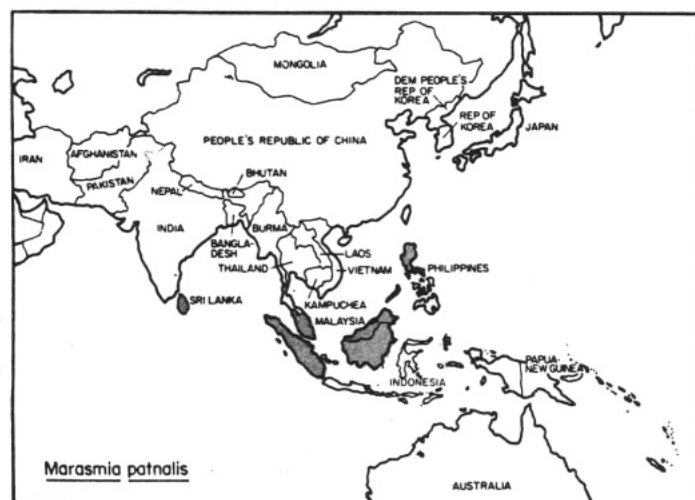 MONGOLIA
DEM PEOPLE'S
REP OF
KOREA
REP
OF KOREA
JAPAN
PEOPLE'S REPUBLIC OF CHINA
IRAN
AFGHANISTAN
PAKISTAN
NEPAL
BHUTAN
INDIA
BANGLA-
DESH
BURMA
LAOS
THAILAND
VIETNAM
KAMPUCHEA
PHILIPPINES
SRI LANKA
MALAYSIA
INDONESIA
PAPUA-
NEW GUINEA
AUSTRALIA
Marasmia patnalis